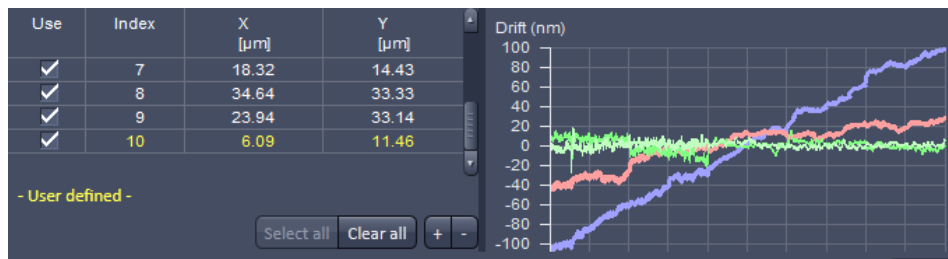 Use Index X Y
[µm] [µm]
7 18.32 14.43
8 34.64 33.33
9 23.94 33.14
10 6.09 11.46
- User defined -
Select all Clear all + -
Drift (nm)
100
80
60
40
20
0
-20
-40
-60
-80
-100